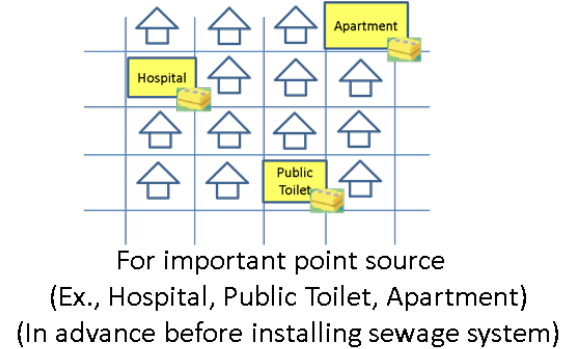 Apartment
Hospital
Public
Toilet
For important point source
(Ex., Hospital, Public Toilet, Apartment)
(In advance before installing sewage system)